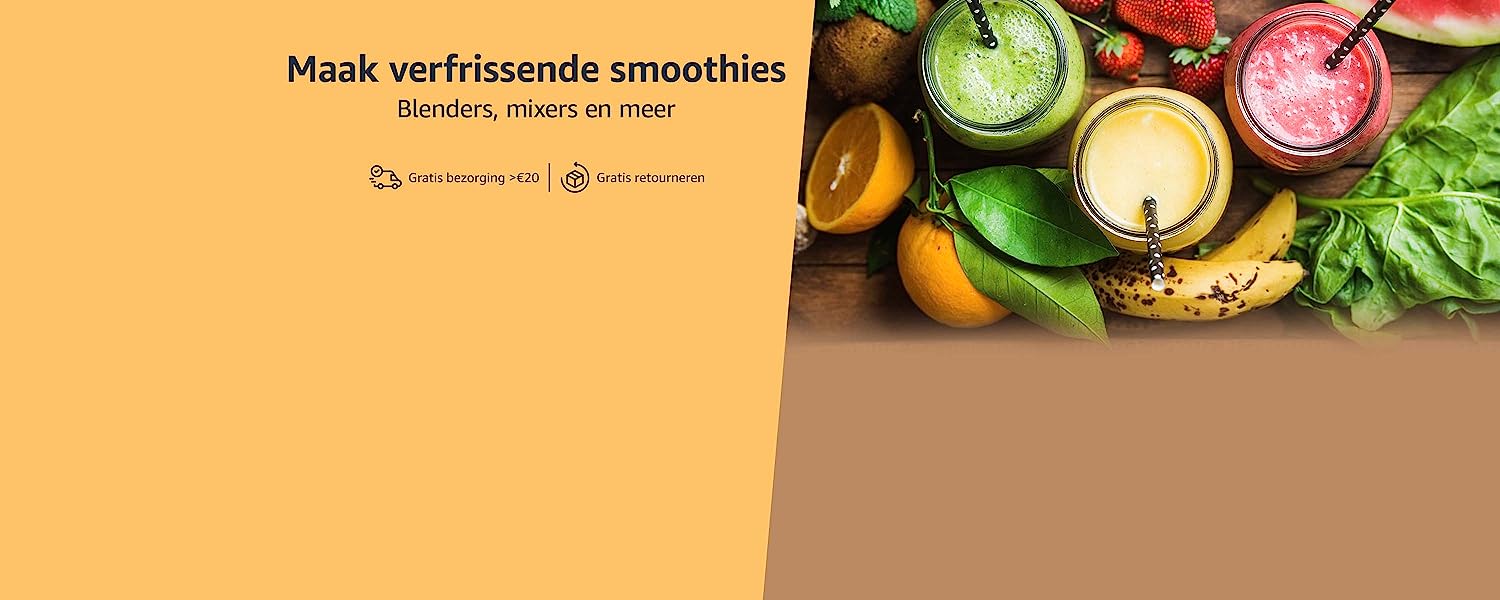 Maak verfrissende smoothies
Blenders, mixers en meer
Gratis bezorging >€20 | Gratis retourneren